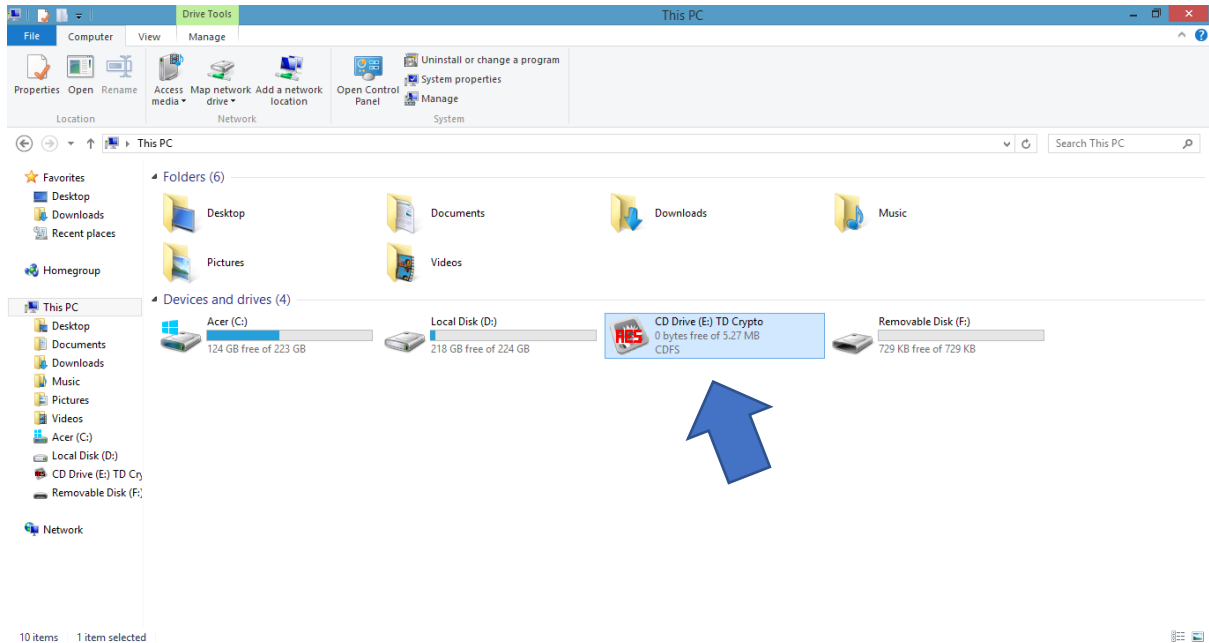 Drive Tools
This PC
File Computer View Manage
Properties Open Rename
Access media Map network drive Add a network location
Open Control Panel
Uninstall or change a program
System properties
Manage
Location Network System
This PC
Search This PC
Favorites
Desktop
Downloads
Recent places
Homegroup
This PC
Desktop
Documents
Downloads
Music
Pictures
Videos
Acer (C:)
Local Disk (D:)
CD Drive (E:) TD Cry
Removable Disk (F:)
Network
Folders (6)
Desktop
Documents
Downloads
Music
Pictures
Videos
Devices and drives (4)
Acer (C:)
124 GB free of 223 GB
Local Disk (D:)
218 GB free of 224 GB
AES
CD Drive (E:) TD Crypto
0 bytes free of 5.27 MB
CDFS
Removable Disk (F:)
729 KB free of 729 KB
10 items 1 item selected